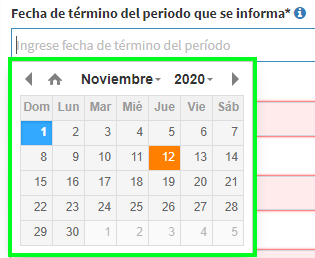 Fecha de término del periodo que se informa*
Ingrese fecha de término del período
Noviembre 2020
Dom Lun Mar Mié Jue Vie Sáb
1 2 3 4 5 6 7
8 9 10 11 12 13 14
15 16 17 18 19 20 21
22 23 24 25 26 27 28
29 30 1 2 3 4 5